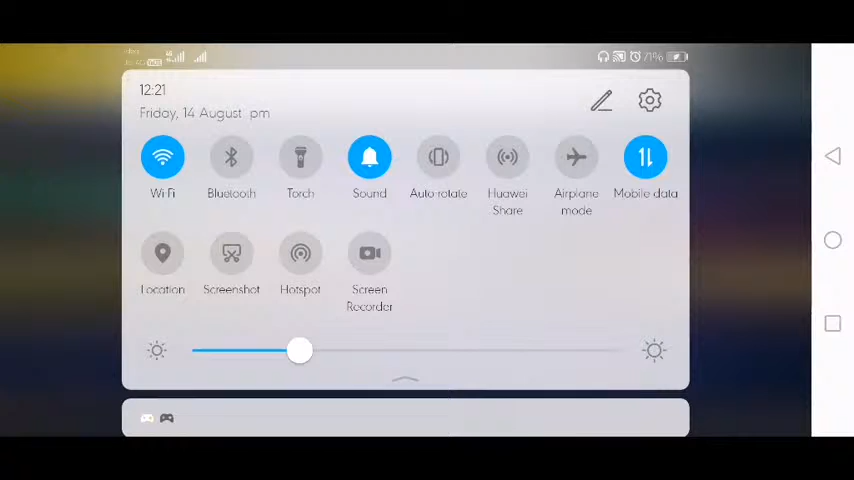 71%
12:21
Friday, 14 August pm
Wi-Fi Bluetooth Torch Sound Auto-rotate Huawei Share Airplane mode Mobile data
Location Screenshot Hotspot Screen Recorder